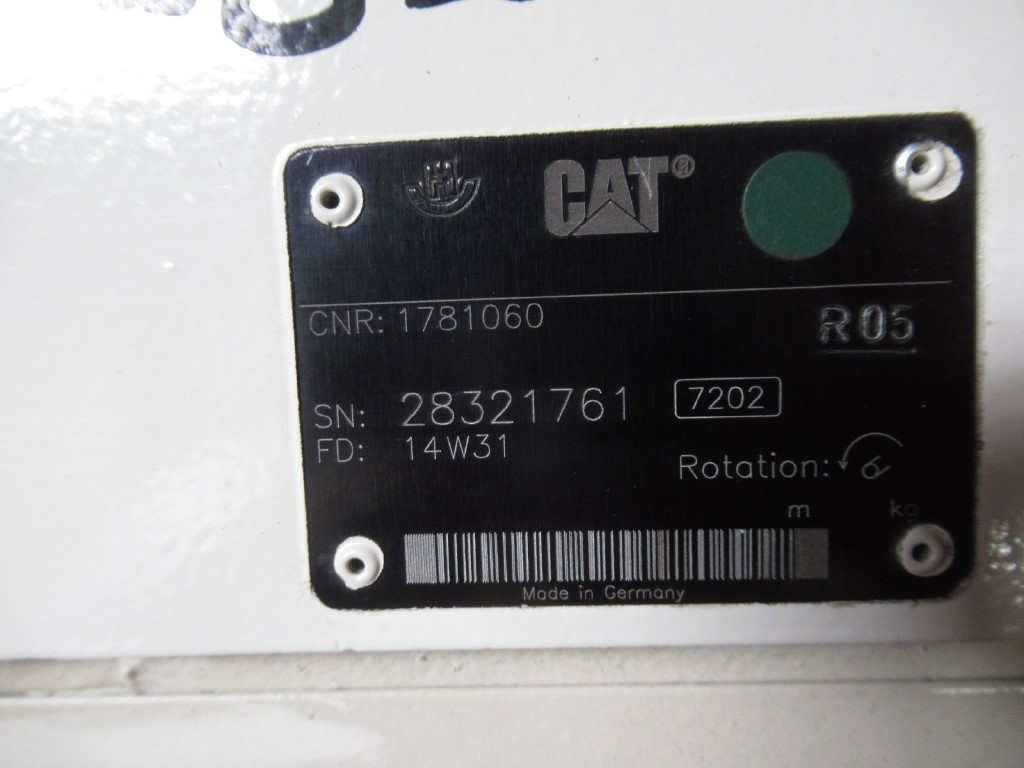 CAT®
CNR: 1781060
R05
SN: 28321761 7202
FD: 14W31
Rotation:
m kg
Made in Germany